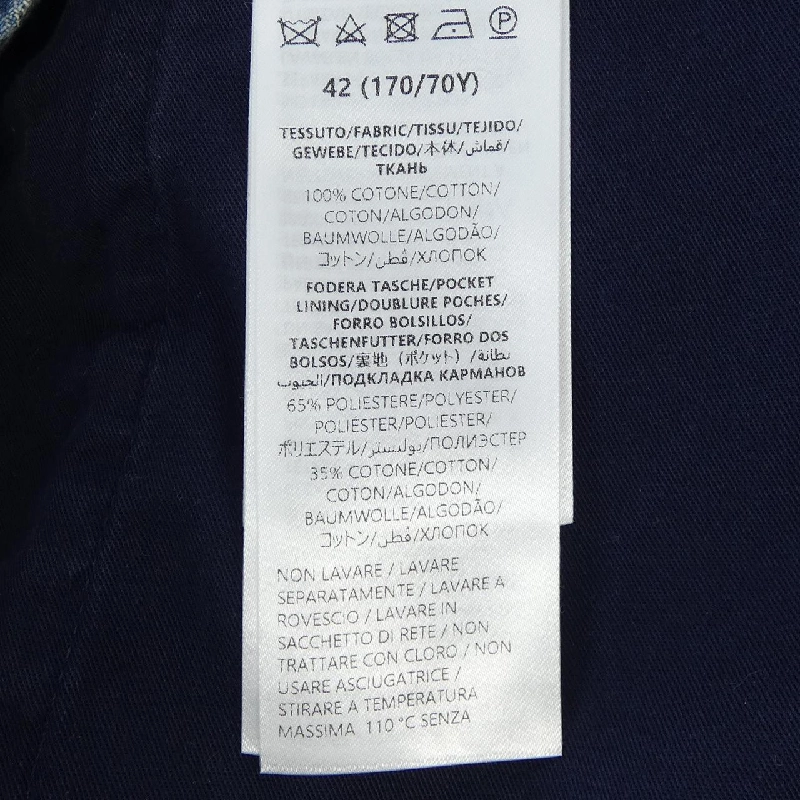 42 (170/70Y)
TESSUTO/FABRIC/TISSU/TEJIDO/
GEWEBE/TECIDO/本体/قماش/
ТКАНЬ
100% COTONE/COTTON/
COTON/ALGODON/
BAUMWOLLE/ALGODÃO/
コットン/قطن/ХЛОПОК
FODERA TASCHE/POCKET
LINING/DOUBLURE POCHES/
FORRO BOLSILLOS/
TASCHENFUTTER/FORRO DOS
BOLSOS/裏地 (ポケット) /بطانة
الجيوب/ПОДКЛАДКА КАРМАНОВ
65% POLIESTERE/POLYESTER/
POLIESTER/POLIESTER/
ポリエステル/بوليستر/ПОЛИЭСТЕР
35% COTONE/COTTON/
COTON/ALGODON/
BAUMWOLLE/ALGODÃO/
コットン/قطن/ХЛОПОК
NON LAVARE / LAVARE
SEPARATAMENTE / LAVARE A
ROVESCIO / LAVARE IN
SACCHETTO DI RETE / NON
TRATTARE CON CLORO / NON
USARE ASCIUGATRICE /
STIRARE A TEMPERATURA
MASSIMA 110 °C SENZA